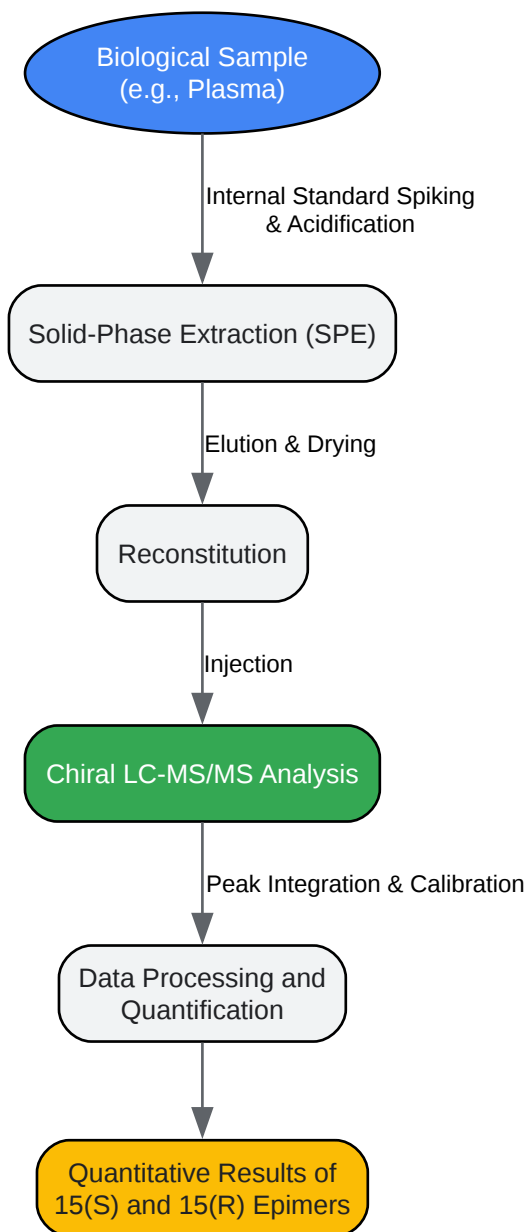 Biological Sample
(e.g., Plasma)
Internal Standard Spiking
& Acidification
Solid-Phase Extraction (SPE)
Elution & Drying
Reconstitution
Injection
Chiral LC-MS/MS Analysis
Peak Integration & Calibration
Data Processing and
Quantification
Quantitative Results of
15(S) and 15(R) Epimers